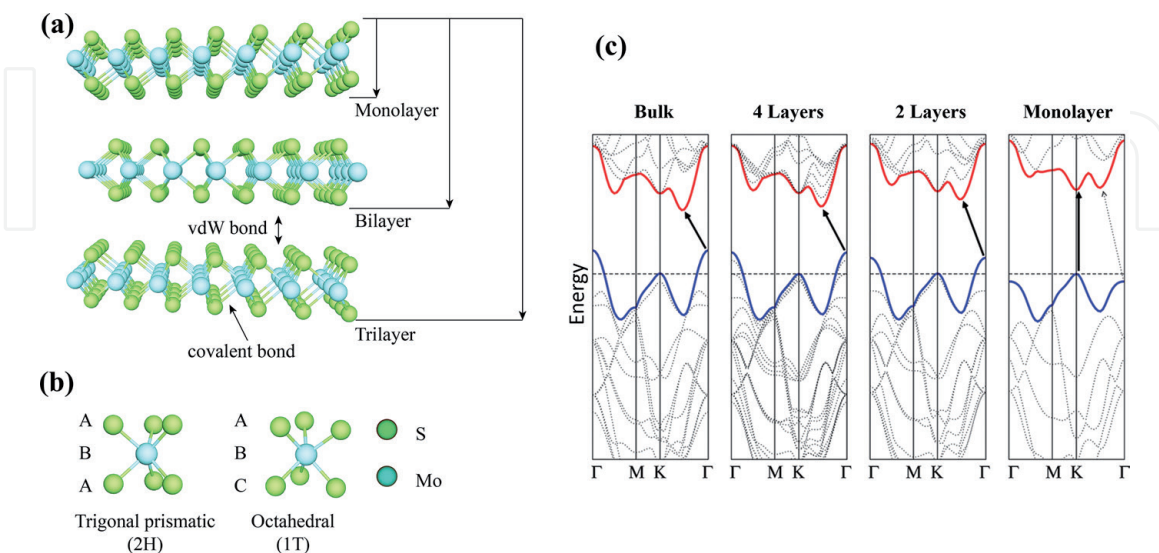 (a)
Monolayer
Bilayer
vdW bond
Trilayer
covalent bond
(b)
A
B
A
Trigonal prismatic
(2H)
A
B
C
Octahedral
(1T)
S
Mo
(c)
Bulk
4 Layers
2 Layers
Monolayer
Energy
Γ M K Γ
Γ M K Γ
Γ M K Γ
Γ M K Γ